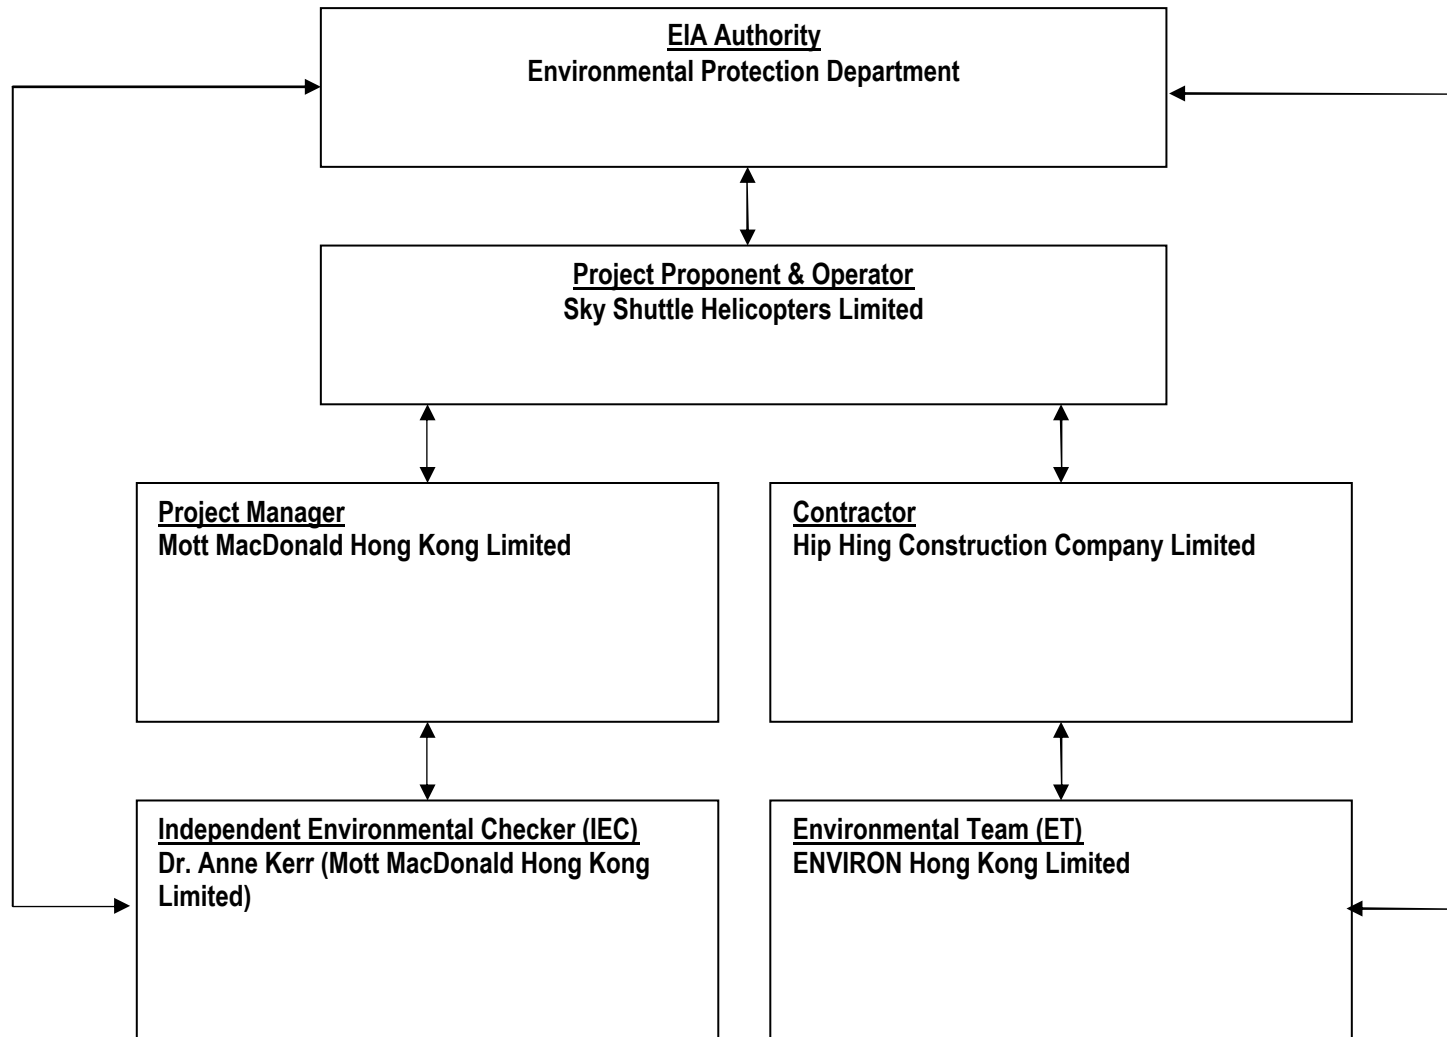 EIA Authority
Environmental Protection Department
Project Proponent & Operator
Sky Shuttle Helicopters Limited
Project Manager
Mott MacDonald Hong Kong Limited
Contractor
Hip Hing Construction Company Limited
Independent Environmental Checker (IEC)
Dr. Anne Kerr (Mott MacDonald Hong Kong
Limited)
Environmental Team (ET)
ENVIRON Hong Kong Limited